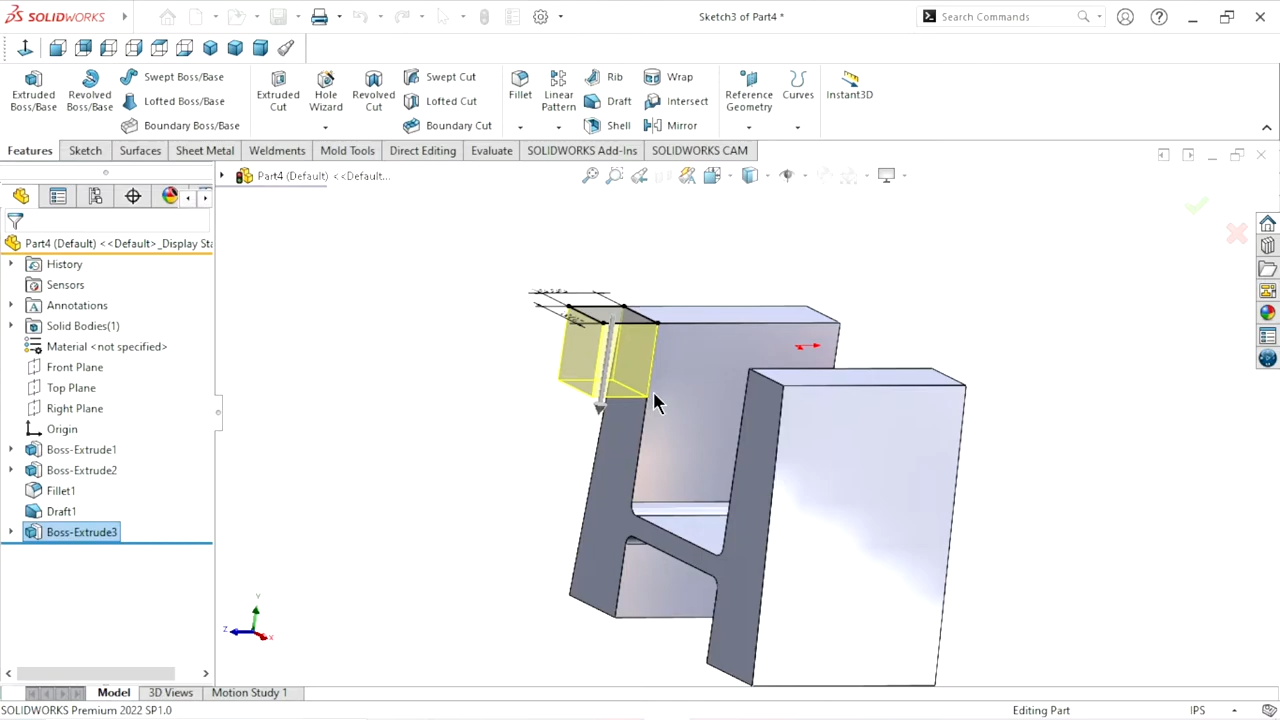 SOLIDWORKS
Sketch3 of Part4 *
Search Commands
Extruded Boss/Base
Revolved Boss/Base
Swept Boss/Base
Lofted Boss/Base
Boundary Boss/Base
Extruded Cut
Hole Wizard
Revolved Cut
Swept Cut
Lofted Cut
Boundary Cut
Fillet
Linear Pattern
Rib
Draft
Shell
Wrap
Intersect
Mirror
Reference Geometry
Curves
Instant3D
Features Sketch Surfaces Sheet Metal Weldments Mold Tools Direct Editing Evaluate SOLIDWORKS Add-Ins SOLIDWORKS CAM
Part4 (Default) <<Default...
Part4 (Default) <<Default>_Display Sta
History
Sensors
Annotations
Solid Bodies(1)
Material <not specified>
Front Plane
Top Plane
Right Plane
Origin
Boss-Extrude1
Boss-Extrude2
Fillet1
Draft1
Boss-Extrude3
Y
Z
X
Model 3D Views Motion Study 1
SOLIDWORKS Premium 2022 SP1.0
Editing Part
IPS